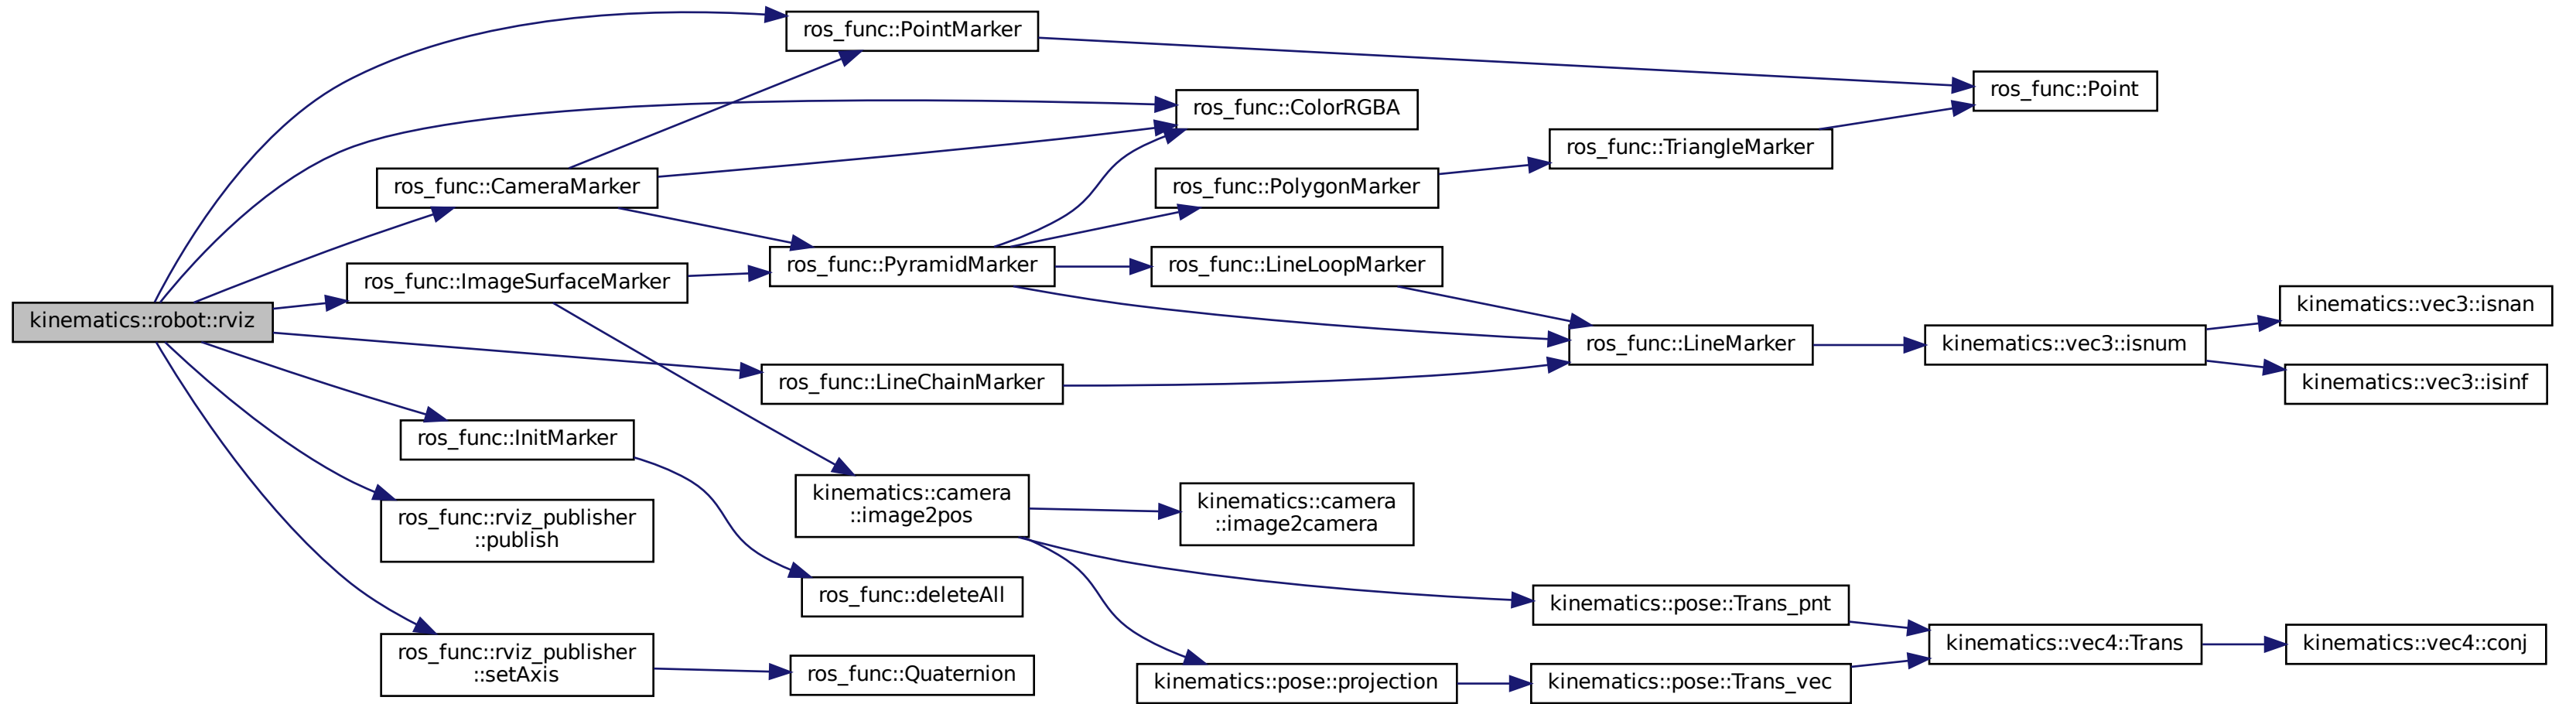 kinematics::robot::rviz
ros_func::PointMarker
ros_func::ColorRGBA
ros_func::CameraMarker
ros_func::ImageSurfaceMarker
ros_func::PyramidMarker
ros_func::PolygonMarker
ros_func::TriangleMarker
ros_func::Point
ros_func::LineLoopMarker
ros_func::LineMarker
ros_func::LineChainMarker
kinematics::vec3::isnum
kinematics::vec3::isnan
kinematics::vec3::isinf
ros_func::InitMarker
ros_func::rviz_publisher
::publish
ros_func::deleteAll
kinematics::camera
::image2pos
kinematics::camera
::image2camera
kinematics::pose::Trans_pnt
kinematics::pose::projection
kinematics::pose::Trans_vec
kinematics::vec4::Trans
kinematics::vec4::conj
ros_func::rviz_publisher
::setAxis
ros_func::Quaternion